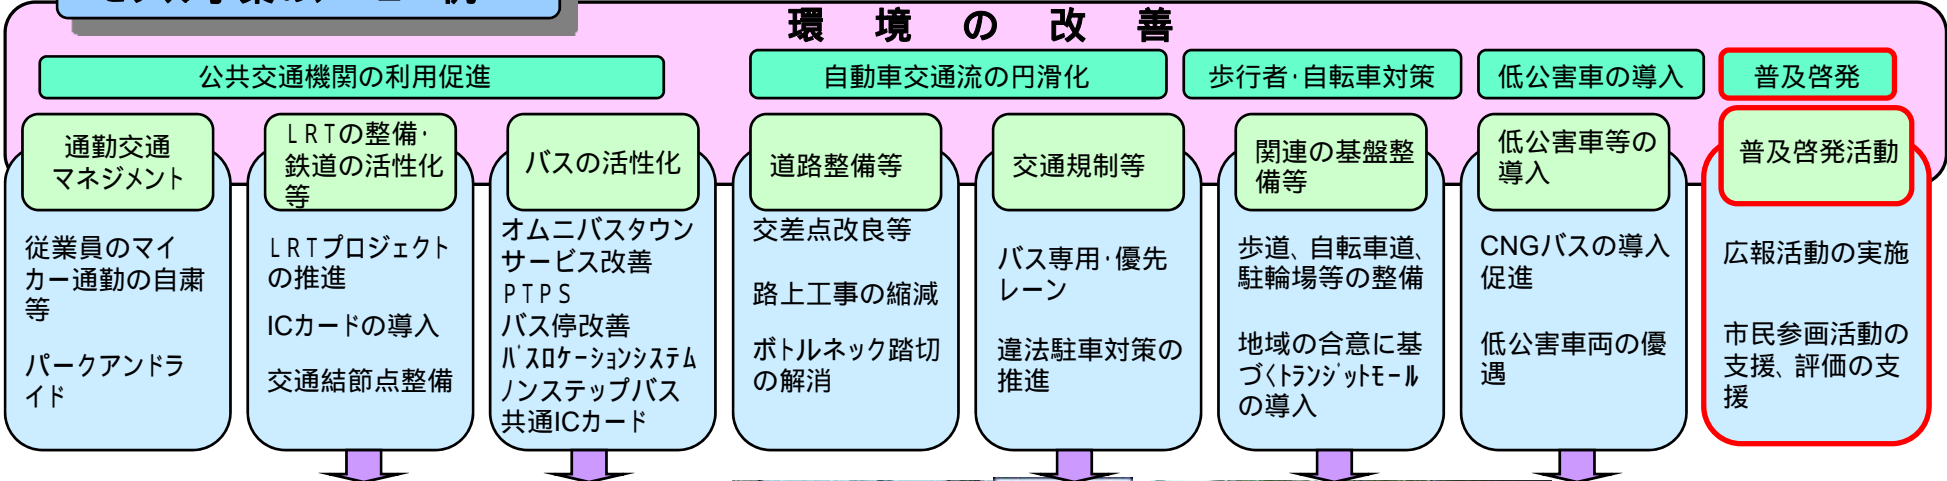 環境の改善
公共交通機関の利用促進
自動車交通流の円滑化
歩行者・自転車対策
低公害車の導入
普及啓発
通勤交通
マネジメント
従業員のマイ
カー通勤の自粛
等
パークアンドラ
イド
LRTの整備・
鉄道の活性化
等
LRTプロジェクト
の推進
ICカードの導入
交通結節点整備
バスの活性化
オムニバスタウン
サービス改善
PTPS
バス停改善
バスロケーションシステム
ノンステップバス
共通ICカード
道路整備等
交差点改良等
路上工事の縮減
ボトルネック踏切
の解消
交通規制等
バス専用・優先
レーン
違法駐車対策の
推進
関連の基盤整
備等
歩道、自転車道、
駐輪場等の整備
地域の合意に基
づくトランジットモール
の導入
低公害車等の
導入
CNGバスの導入
促進
低公害車両の優
遇
普及啓発活動
広報活動の実施
市民参画活動の
支援、評価の支
援